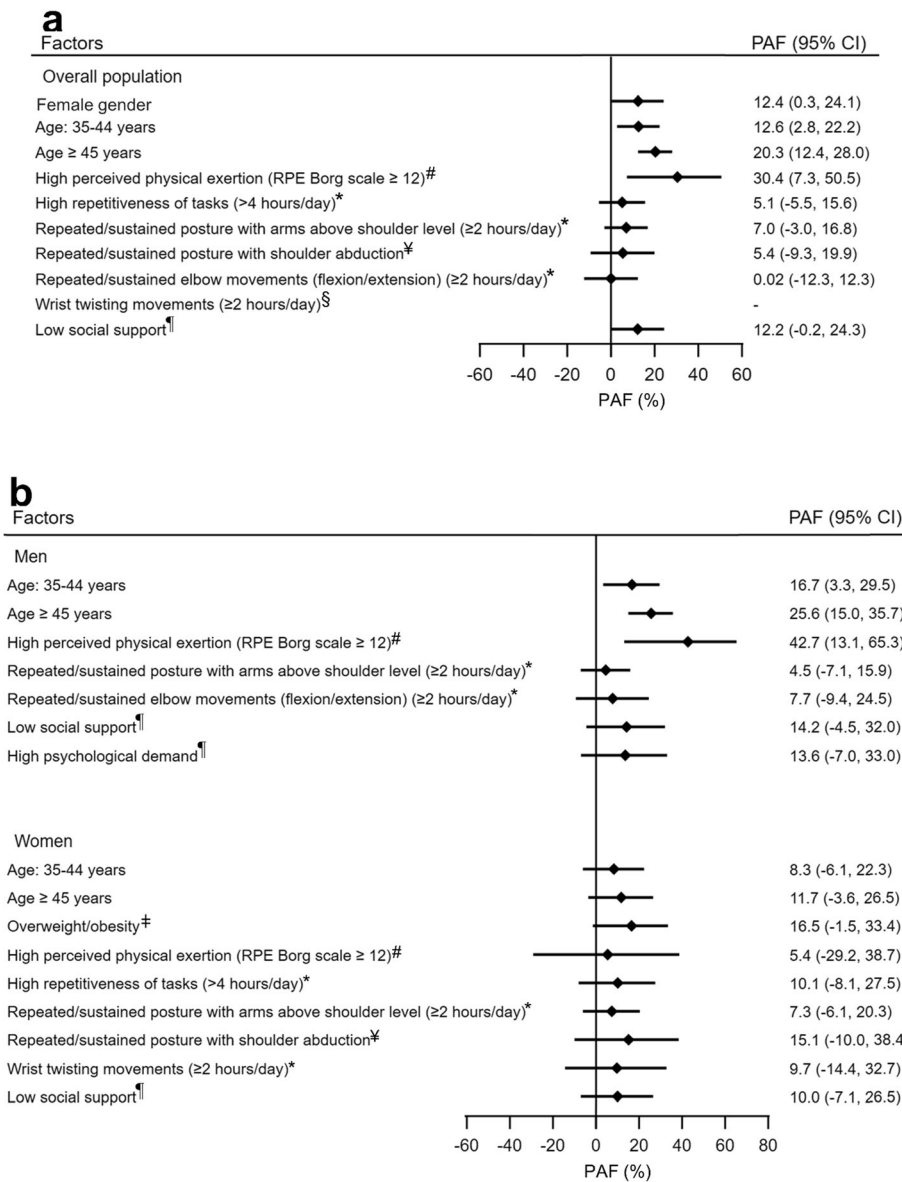 a
Factors PAF (95% CI)
Overall population
Female gender 12.4 (0.3, 24.1)
Age: 35-44 years 12.6 (2.8, 22.2)
Age ≥ 45 years 20.3 (12.4, 28.0)
High perceived physical exertion (RPE Borg scale ≥ 12)# 30.4 (7.3, 50.5)
High repetitiveness of tasks (>4 hours/day)* 5.1 (-5.5, 15.6)
Repeated/sustained posture with arms above shoulder level (≥2 hours/day)* 7.0 (-3.0, 16.8)
Repeated/sustained posture with shoulder abduction¥ 5.4 (-9.3, 19.9)
Repeated/sustained elbow movements (flexion/extension) (≥2 hours/day)* 0.02 (-12.3, 12.3)
Wrist twisting movements (≥2 hours/day)§ -
Low social support¶ 12.2 (-0.2, 24.3)
-60 -40 -20 0 20 40 60
PAF (%)
b
Factors PAF (95% CI)
Men
Age: 35-44 years 16.7 (3.3, 29.5)
Age ≥ 45 years 25.6 (15.0, 35.7)
High perceived physical exertion (RPE Borg scale ≥ 12)# 42.7 (13.1, 65.3)
Repeated/sustained posture with arms above shoulder level (≥2 hours/day)* 4.5 (-7.1, 15.9)
Repeated/sustained elbow movements (flexion/extension) (≥2 hours/day)* 7.7 (-9.4, 24.5)
Low social support¶ 14.2 (-4.5, 32.0)
High psychological demand¶ 13.6 (-7.0, 33.0)
Women
Age: 35-44 years 8.3 (-6.1, 22.3)
Age ≥ 45 years 11.7 (-3.6, 26.5)
Overweight/obesity‡ 16.5 (-1.5, 33.4)
High perceived physical exertion (RPE Borg scale ≥ 12)# 5.4 (-29.2, 38.7)
High repetitiveness of tasks (>4 hours/day)* 10.1 (-8.1, 27.5)
Repeated/sustained posture with arms above shoulder level (≥2 hours/day)* 7.3 (-6.1, 20.3)
Repeated/sustained posture with shoulder abduction¥ 15.1 (-10.0, 38.4
Wrist twisting movements (≥2 hours/day)* 9.7 (-14.4, 32.7)
Low social support¶ 10.0 (-7.1, 26.5)
-60 -40 -20 0 20 40 60 80
PAF (%)